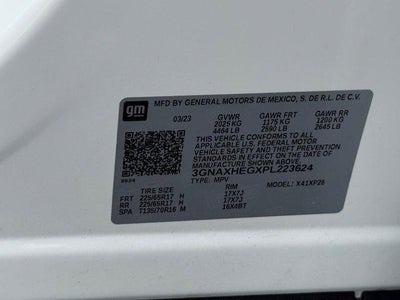 gm
MFD BY GENERAL MOTORS DE MEXICO, S. DE R.L. DE C.V.
03/23 GVWR GAWR FRT GAWR RR
2025 KG 1175 KG 1200 KG
4464 LB 2590 LB 2645 LB
THIS VEHICLE CONFORMS TO ALL APPLICABLE
U.S. FEDERAL MOTOR VEHICLE SAFETY
STANDARDS IN EFFECT ON THE DATE OF
MANUFACTURE SHOWN ABOVE.
3GNAXHEGXPL223624
TYPE: MPV MODEL: X41XP26
TIRE SIZE RIM
FRT 225/65R17 H 17X7J
RR 225/65R17 H 17X7J
SPA T135/70R16 M 16X4BT